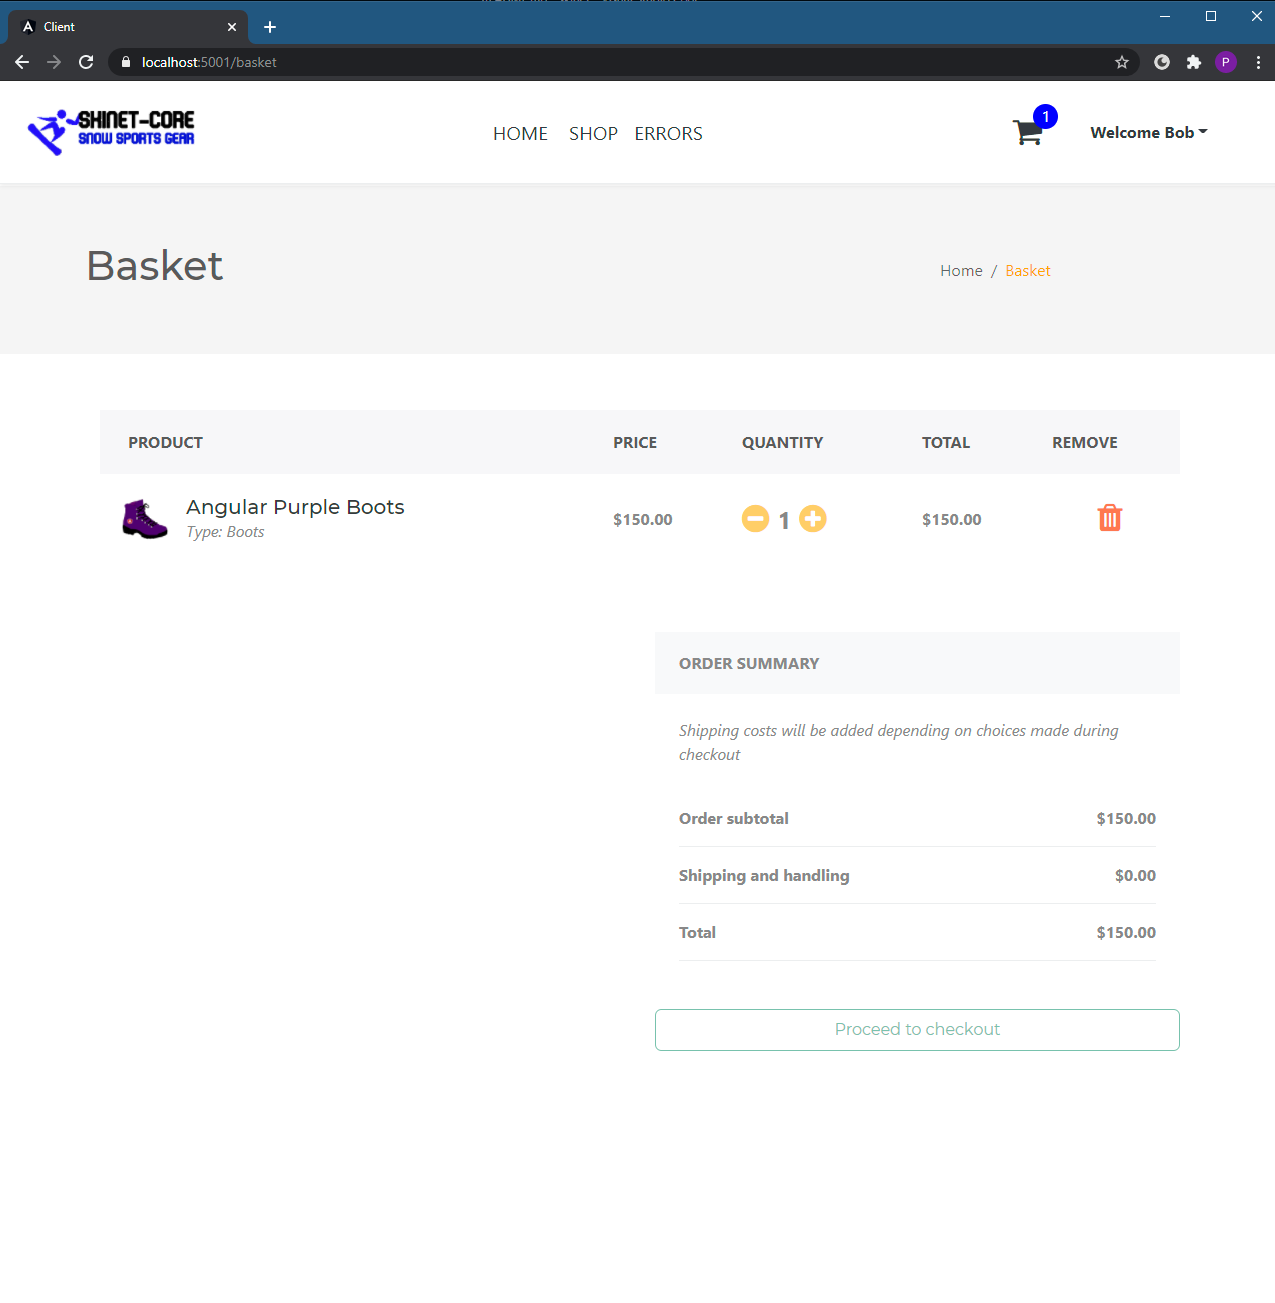 Client
localhost:5001/basket
P
SHINET-CORE
SNOW SPORTS GEAR
HOME SHOP ERRORS
1
Welcome Bob
Basket
Home / Basket
PRODUCT PRICE QUANTITY TOTAL REMOVE
Angular Purple Boots
Type: Boots
$150.00 1 $150.00
ORDER SUMMARY
Shipping costs will be added depending on choices made during
checkout
Order subtotal $150.00
Shipping and handling $0.00
Total $150.00
Proceed to checkout